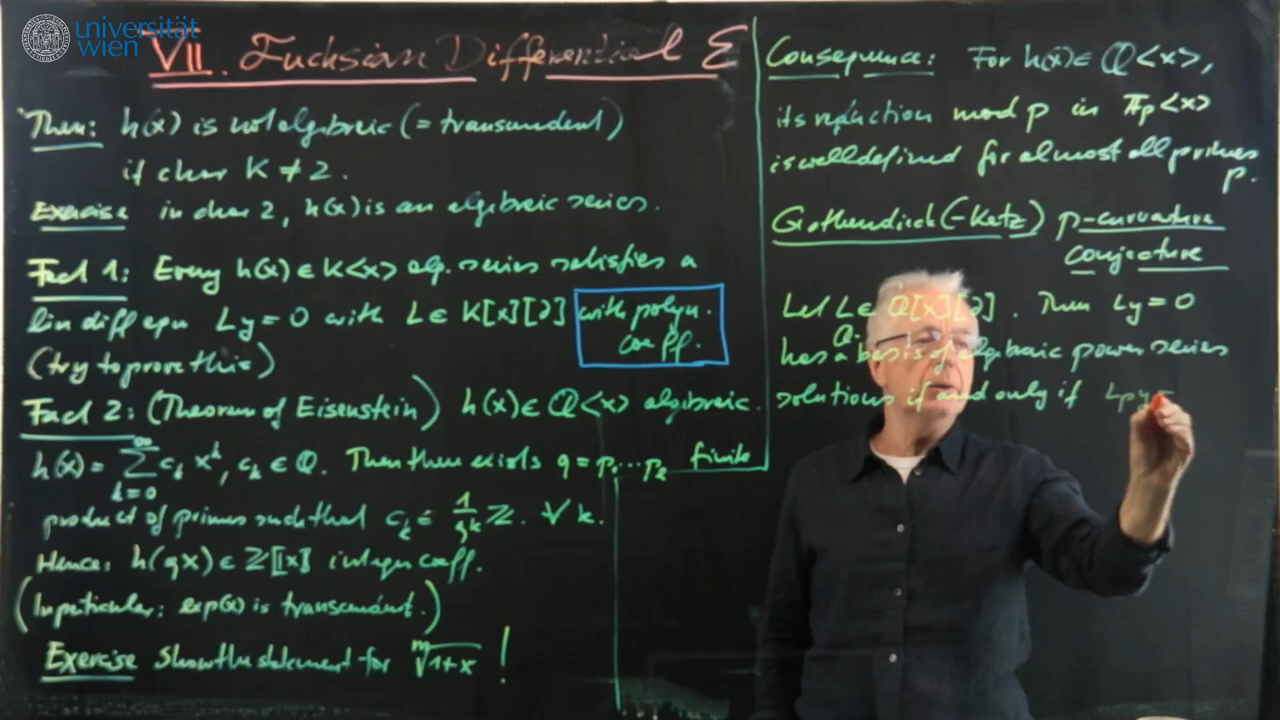 universität
wien
VII. Fuchsian Differential E
Thm: h(x) is not algebraic (= transcendent)
if char K ≠ 2.
Exercise in char 2, h(x) is an algebraic series.
Fact 1: Every h(x) ∈ K<x> alg. series satisfies a
lin diff equ Ly = 0 with L ∈ K[x][∂] with polyn. coeff.
(try to prove this)
Fact 2: (Theorem of Eisenstein) h(x) ∈ Q<x> algebraic.
h(x) = ∑_{k=0}^∞ c_k x^k, c_k ∈ Q. Then there exists q = p_1 ... p_e finite
product of primes such that c_k ∈ 1/q^k Z. ∀ k.
Hence: h(qx) ∈ Z[[x]] integer coeff.
(In particular: exp(x) is transcendent.)
Exercise Show the statement for ᵐ√1+x !
Consequence: For h(x) ∈ Q<x>,
its reduction mod p in F_p<x>
is well defined for almost all primes
p.
Grothendieck(-Katz) p-curvature
conjecture
Let L ∈ Q[x][∂]. Then Ly = 0
has a Q- basis of algebraic power series
solutions if and only if L_p y =